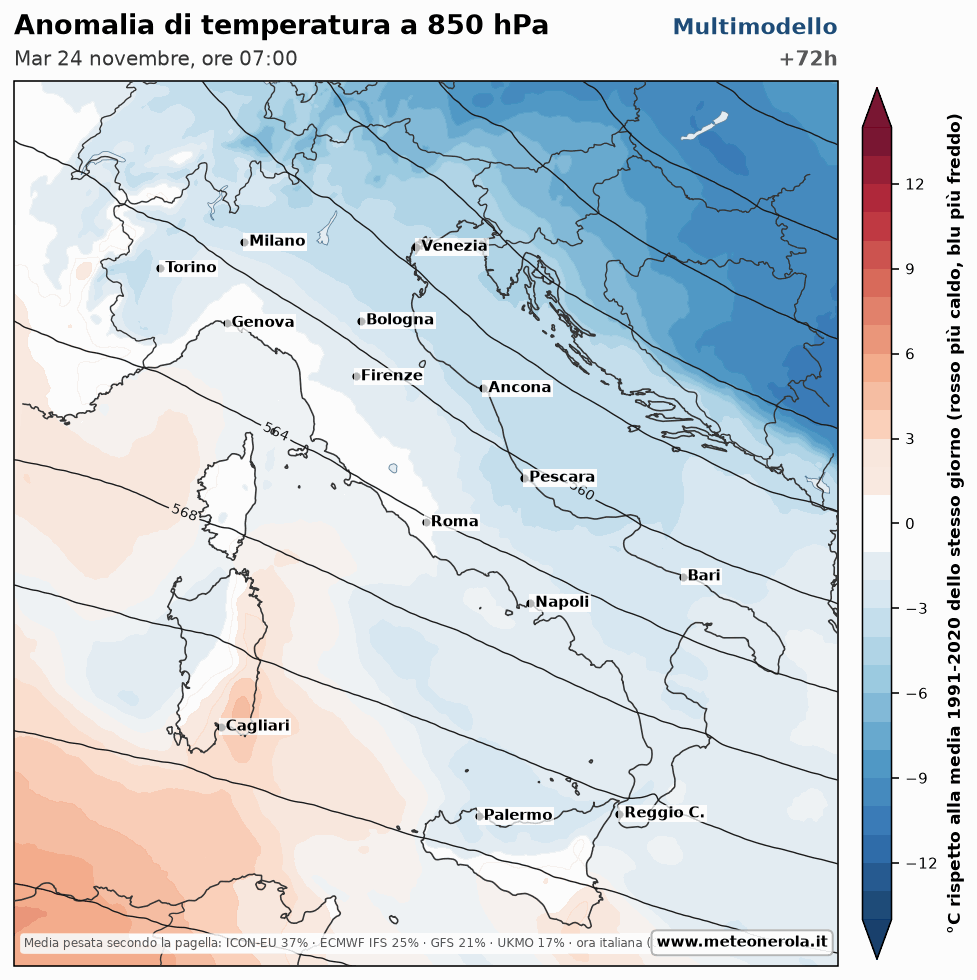 Anomalia di temperatura a 850 hPa
Multimodello
Mar 24 novembre, ore 07:00
+72h
Milano
Venezia
Torino
Genova
Bologna
Firenze
Ancona
564
Pescara
560
568
Roma
Bari
Napoli
Cagliari
Palermo
Reggio C.
12
9
6
3
0
−3
−6
−9
−12
°C rispetto alla media 1991-2020 dello stesso giorno (rosso più caldo, blu più freddo)
Media pesata secondo la pagella: ICON-EU 37% · ECMWF IFS 25% · GFS 21% · UKMO 17% · ora italiana (
www.meteonerola.it